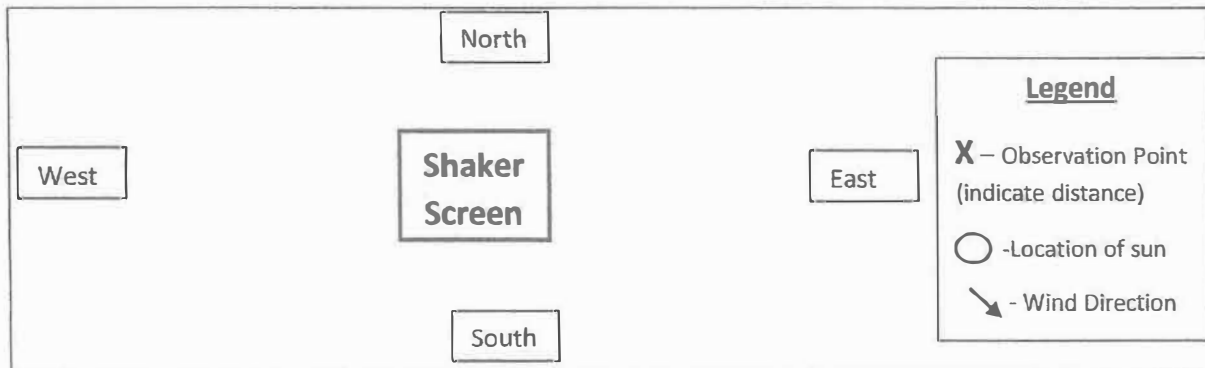 North
Legend
X – Observation Point
(indicate distance)
-Location of sun
- Wind Direction
West
Shaker
Screen
East
South